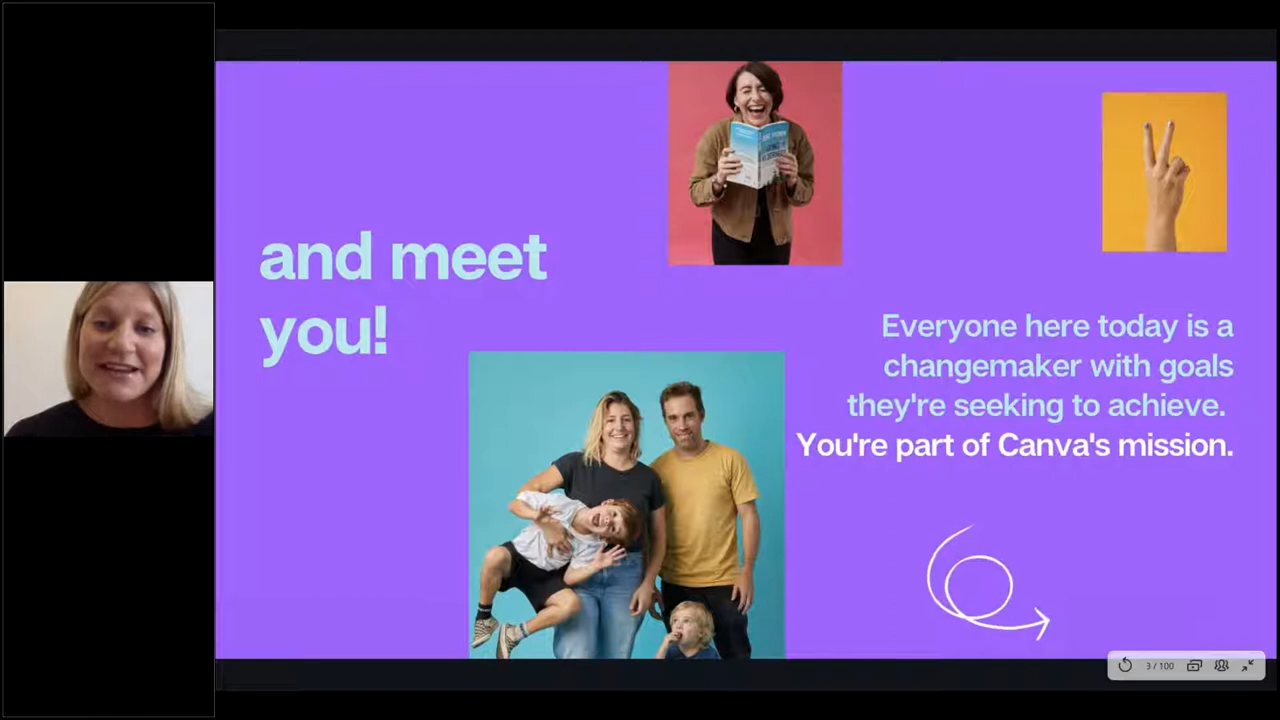 and meet
you!
Everyone here today is a
changemaker with goals
they're seeking to achieve.
You're part of Canva's mission.
3 / 100